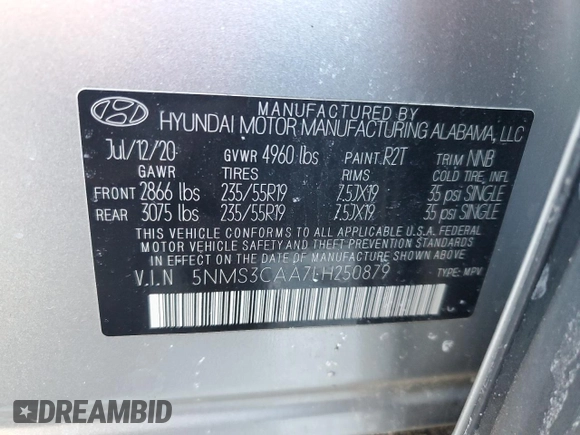 MANUFACTURED BY
HYUNDAI MOTOR MANUFACTURING ALABAMA, LLC
Jul/12/20 GVWR 4960 lbs PAINT R2T TRIM NNB
GAWR TIRES RIMS COLD TIRE. INFL
FRONT 2866 lbs 235/55R19 7.5JX19 35 psi SINGLE
REAR 3075 lbs 235/55R19 7.5JX19 35 psi SINGLE
THIS VEHICLE CONFORMS TO ALL APPLICABLE U.S.A. FEDERAL
MOTOR VEHICLE SAFETY AND THEFT PREVENTION STANDARDS
IN EFFECT ON THE DATE OF MANUFACTURE SHOWN ABOVE.
V.I.N 5NMS3CAA7LH250879 TYPE: MPV
DREAMBID